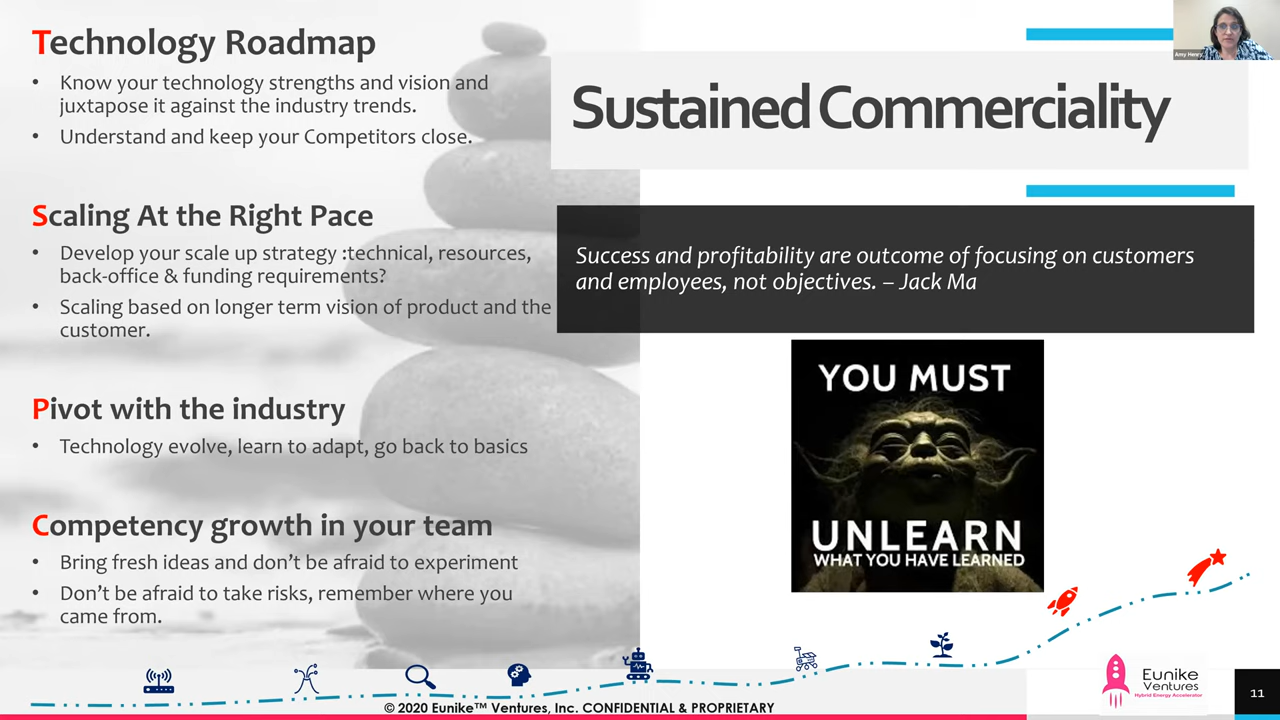 Technology Roadmap
• Know your technology strengths and vision and
juxtapose it against the industry trends.
• Understand and keep your Competitors close.
Scaling At the Right Pace
• Develop your scale up strategy :technical, resources,
back-office & funding requirements?
• Scaling based on longer term vision of product and the
customer.
Pivot with the industry
• Technology evolve, learn to adapt, go back to basics
Competency growth in your team
• Bring fresh ideas and don’t be afraid to experiment
• Don’t be afraid to take risks, remember where you
came from.
Sustained Commerciality
Success and profitability are outcome of focusing on customers
and employees, not objectives. – Jack Ma
YOU MUST
UNLEARN
WHAT YOU HAVE LEARNED
Eunike
Ventures
Hybrid Energy Accelerator
© 2020 Eunike™ Ventures, Inc. CONFIDENTIAL & PROPRIETARY
11